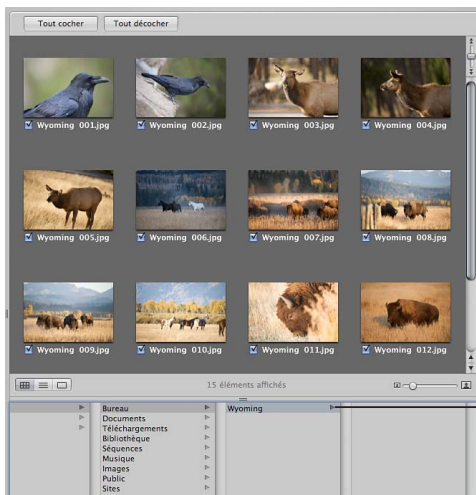 Tout cocher Tout décocher
Wyoming 001.jpg Wyoming 002.jpg Wyoming 003.jpg Wyoming 004.jpg
Wyoming 005.jpg Wyoming 006.jpg Wyoming 007.jpg Wyoming 008.jpg
Wyoming 009.jpg Wyoming 010.jpg Wyoming 011.jpg Wyoming 012.jpg
15 éléments affichés
Bureau Wyoming
Documents
Téléchargements
Bibliothèque
Séquences
Musique
Images
Public
Sites